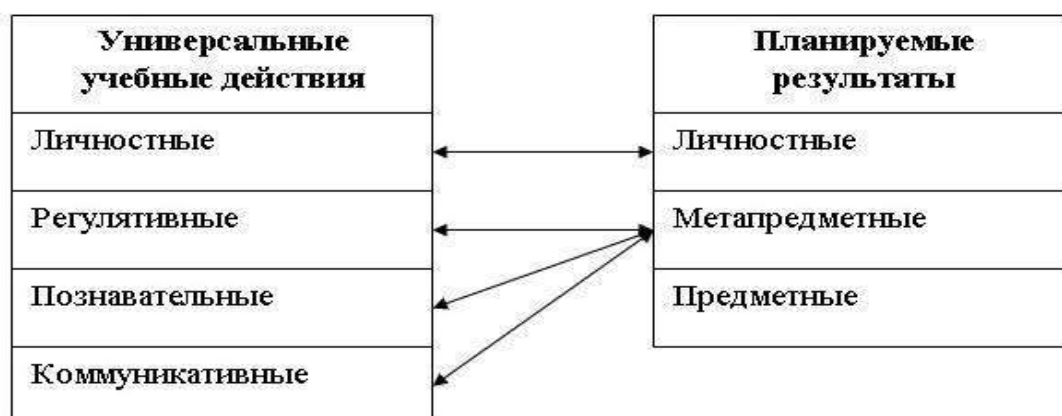 Универсальные
учебные действия
Личностные
Регулятивные
Познавательные
Коммуникативные
Планируемые
результаты
Личностные
Метапредметные
Предметные